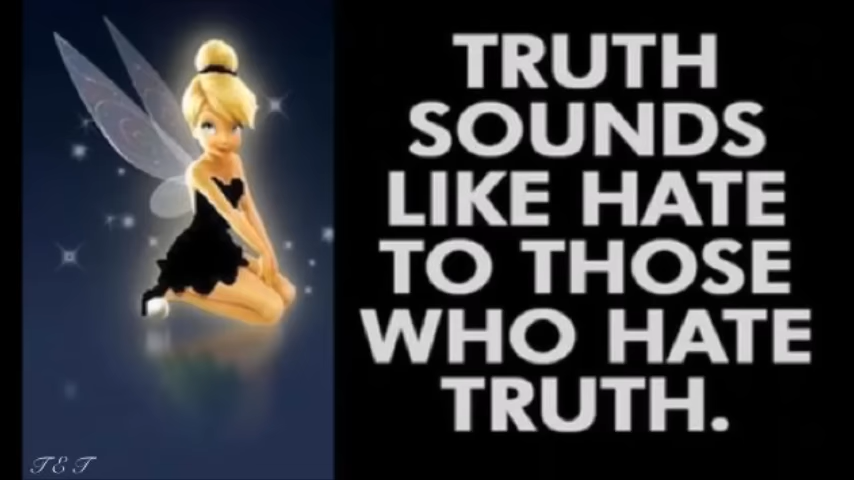 TRUTH
SOUNDS
LIKE HATE
TO THOSE
WHO HATE
TRUTH.
T&T